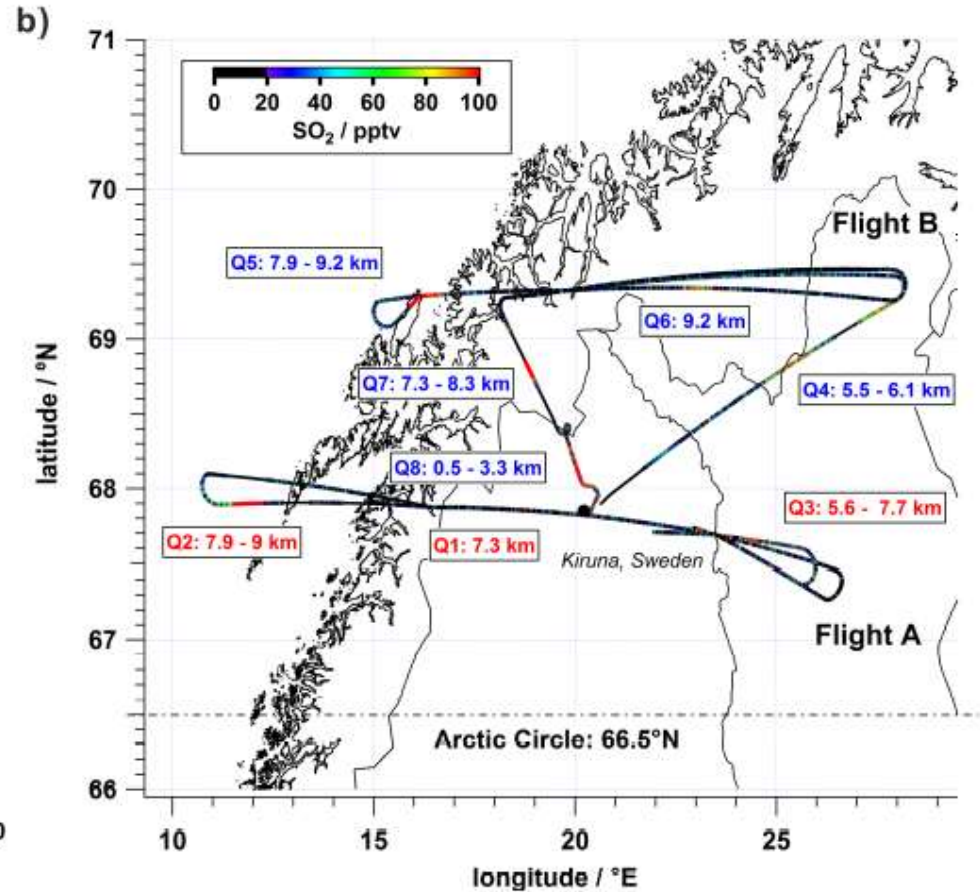 b)
71
70
69
68
67
66
latitude / °N
0 20 40 60 80 100
SO₂ / pptv
Flight B
Q5: 7.9 - 9.2 km
Q6: 9.2 km
Q7: 7.3 - 8.3 km
Q4: 5.5 - 6.1 km
Q8: 0.5 - 3.3 km
Q3: 5.6 - 7.7 km
Q2: 7.9 - 9 km
Q1: 7.3 km
Kiruna, Sweden
Flight A
Arctic Circle: 66.5°N
0
10 15 20 25
longitude / °E